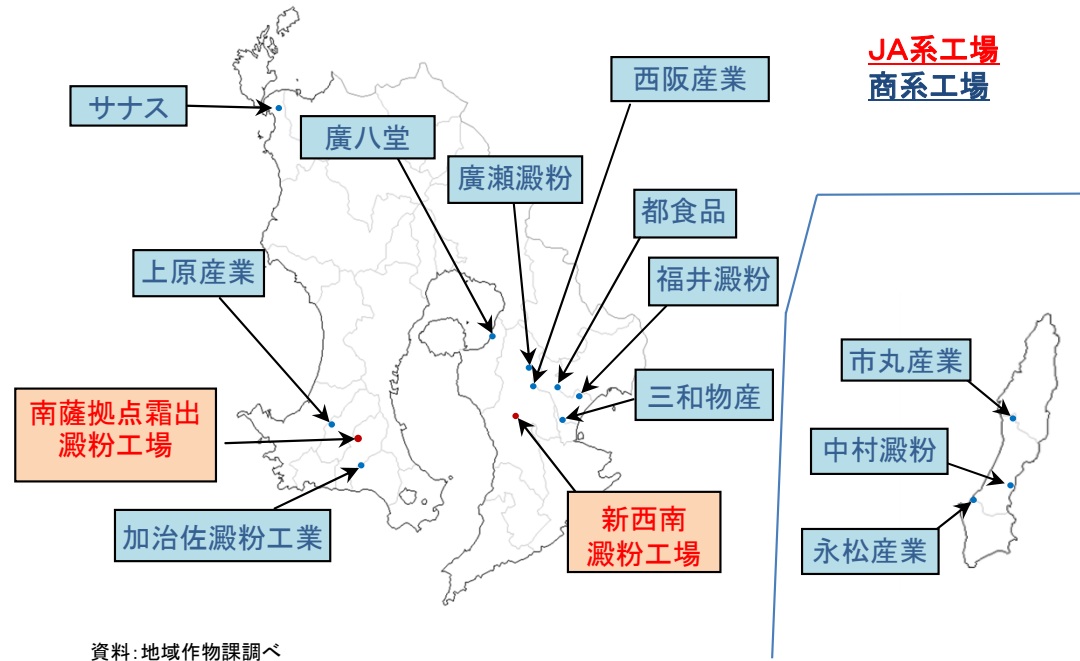 JA系工場
商系工場
西阪産業
サナス
廣八堂
廣瀬澱粉
都食品
上原産業
福井澱粉
市丸産業
三和物産
南薩拠点霜出
澱粉工場
中村澱粉
新西南
澱粉工場
加治佐澱粉工業
永松産業
資料:地域作物課調べ